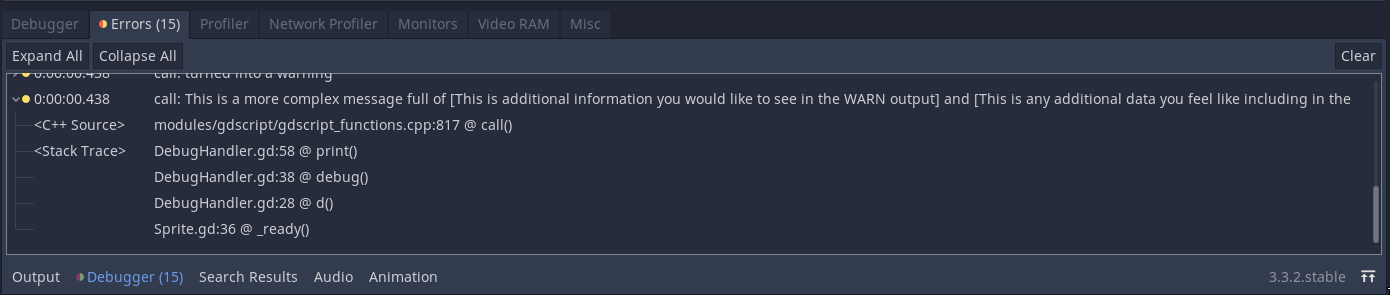 Debugger Errors (15) Profiler Network Profiler Monitors Video RAM Misc
Expand All Collapse All Clear
0:00:00.438 call: turned into a warning
0:00:00.438 call: This is a more complex message full of [This is additional information you would like to see in the WARN output] and [This is any additional data you feel like including in the
<C++ Source> modules/gdscript/gdscript_functions.cpp:817 @ call()
<Stack Trace> DebugHandler.gd:58 @ print()
DebugHandler.gd:38 @ debug()
DebugHandler.gd:28 @ d()
Sprite.gd:36 @ _ready()
Output Debugger (15) Search Results Audio Animation 3.3.2.stable